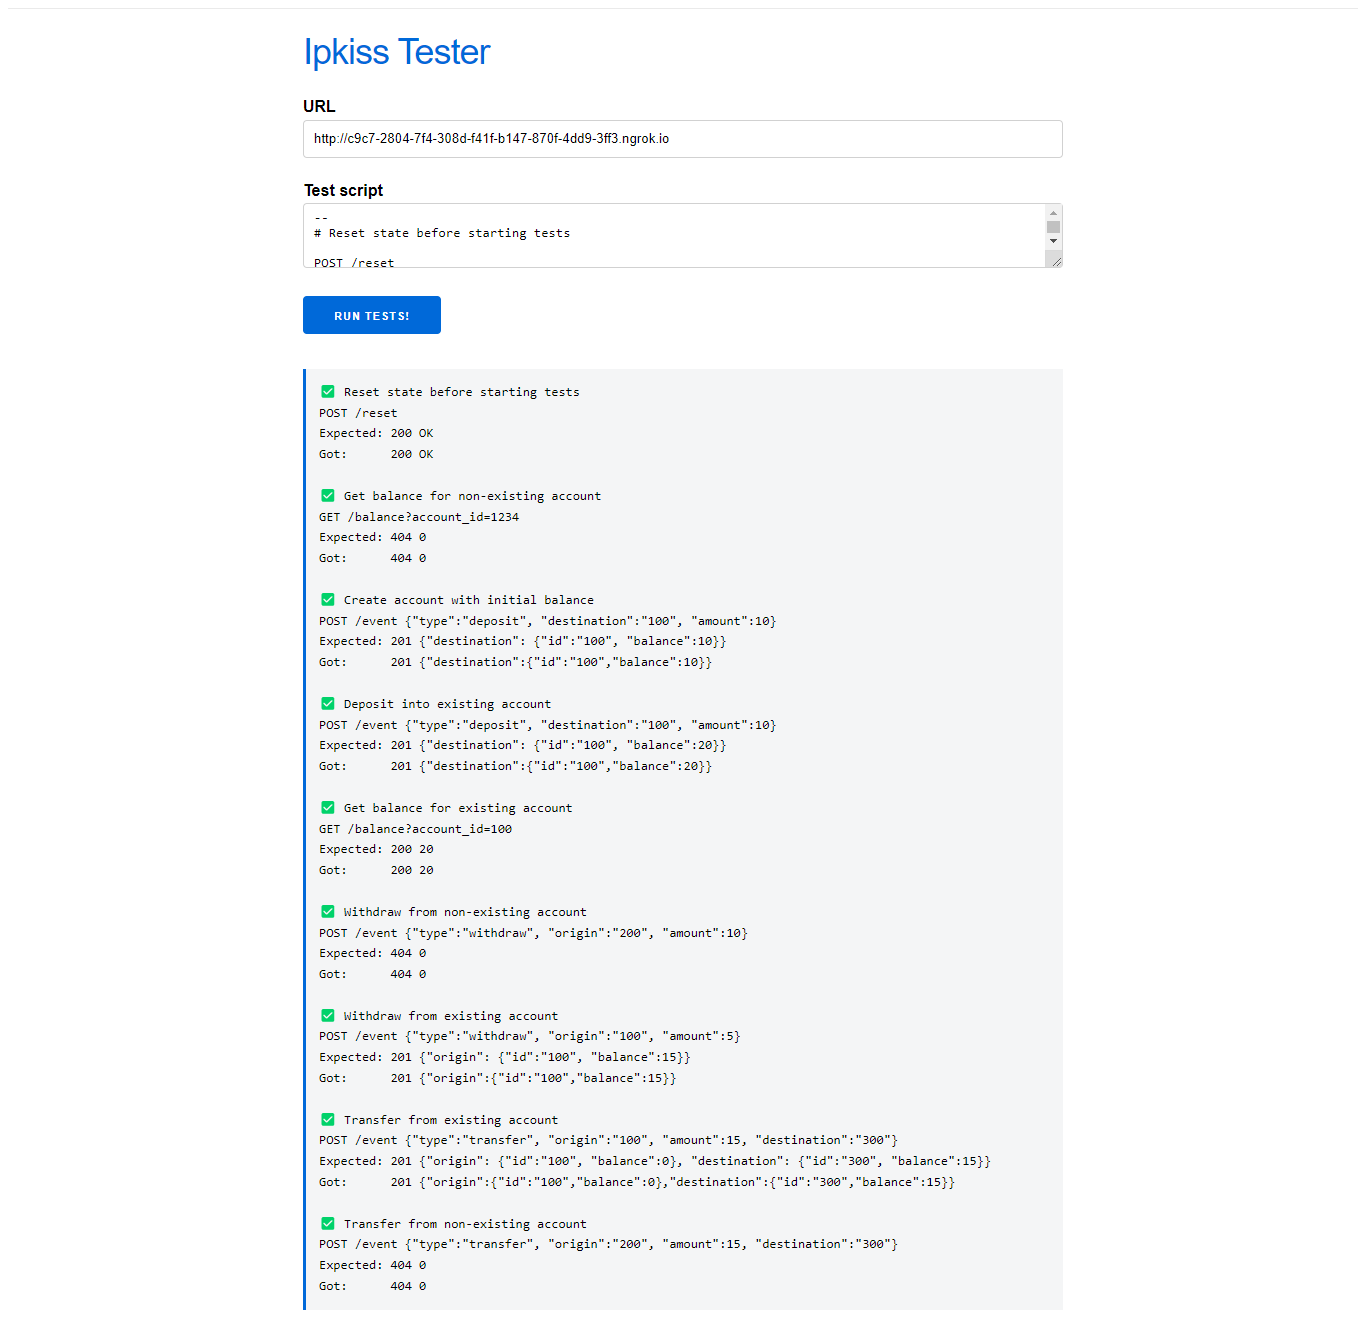 Ipkiss Tester
URL
http://c9c7-2804-7f4-308d-f41f-b147-870f-4dd9-3ff3.ngrok.io
Test script
--
# Reset state before starting tests
POST /reset
RUN TESTS!
✅ Reset state before starting tests
POST /reset
Expected: 200 OK
Got:      200 OK
✅ Get balance for non-existing account
GET /balance?account_id=1234
Expected: 404 0
Got:      404 0
✅ Create account with initial balance
POST /event {"type":"deposit", "destination":"100", "amount":10}
Expected: 201 {"destination": {"id":"100", "balance":10}}
Got:      201 {"destination":{"id":"100","balance":10}}
✅ Deposit into existing account
POST /event {"type":"deposit", "destination":"100", "amount":10}
Expected: 201 {"destination": {"id":"100", "balance":20}}
Got:      201 {"destination":{"id":"100","balance":20}}
✅ Get balance for existing account
GET /balance?account_id=100
Expected: 200 20
Got:      200 20
✅ Withdraw from non-existing account
POST /event {"type":"withdraw", "origin":"200", "amount":10}
Expected: 404 0
Got:      404 0
✅ Withdraw from existing account
POST /event {"type":"withdraw", "origin":"100", "amount":5}
Expected: 201 {"origin": {"id":"100", "balance":15}}
Got:      201 {"origin":{"id":"100","balance":15}}
✅ Transfer from existing account
POST /event {"type":"transfer", "origin":"100", "amount":15, "destination":"300"}
Expected: 201 {"origin": {"id":"100", "balance":0}, "destination": {"id":"300", "balance":15}}
Got:      201 {"origin":{"id":"100","balance":0},"destination":{"id":"300","balance":15}}
✅ Transfer from non-existing account
POST /event {"type":"transfer", "origin":"200", "amount":15, "destination":"300"}
Expected: 404 0
Got:      404 0